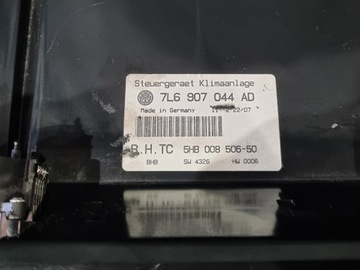 Steuergeraet Klimaanlage
7L6 907 044 AD
Made in Germany
B.H.TC 5HB 008 506-50
BHB SW 4326 HW 0006